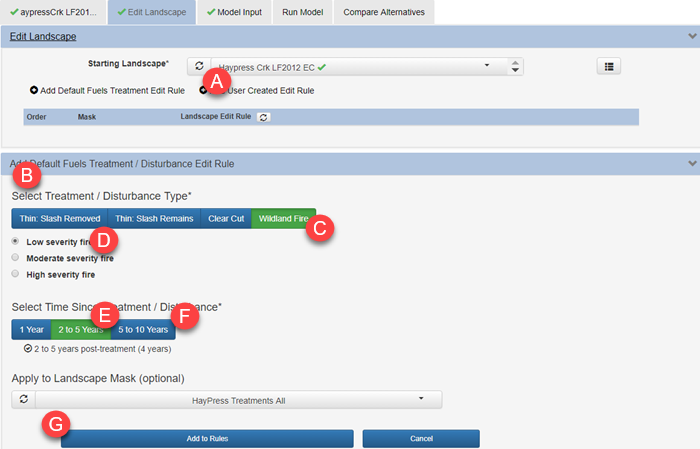 aypressCrk LF201... Edit Landscape Model Input Run Model Compare Alternatives
Edit Landscape
Starting Landscape* Haypress Crk LF2012 EC
A
Add Default Fuels Treatment Edit Rule User Created Edit Rule
Order Mask Landscape Edit Rule
Add Default Fuels Treatment / Disturbance Edit Rule
B
Select Treatment / Disturbance Type*
Thin: Slash Removed Thin: Slash Remains Clear Cut Wildland Fire
C
Low severity fire
D
Moderate severity fire
High severity fire
Select Time Since Treatment / Disturbance*
E F
1 Year 2 to 5 Years 5 to 10 Years
2 to 5 years post-treatment (4 years)
Apply to Landscape Mask (optional)
HayPress Treatments All
G
Add to Rules Cancel